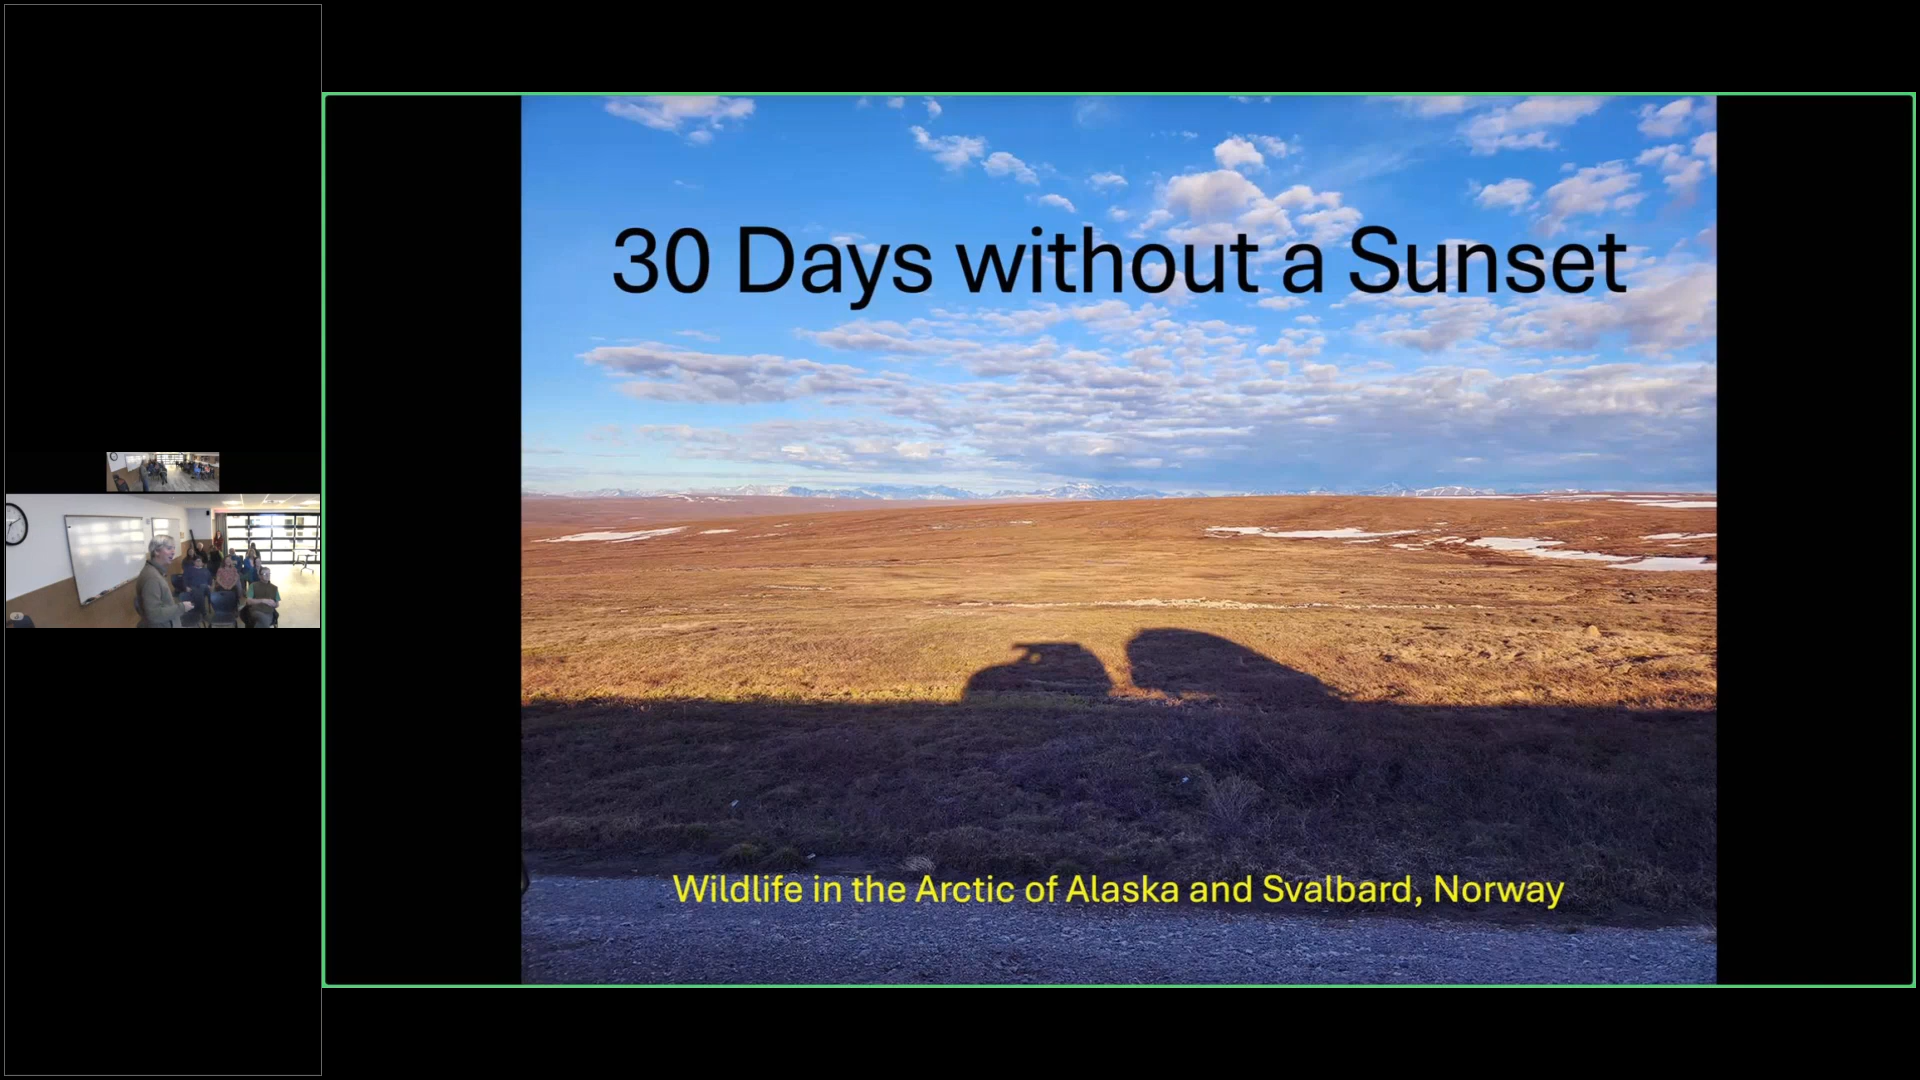 30 Days without a Sunset
Wildlife in the Arctic of Alaska and Svalbard, Norway